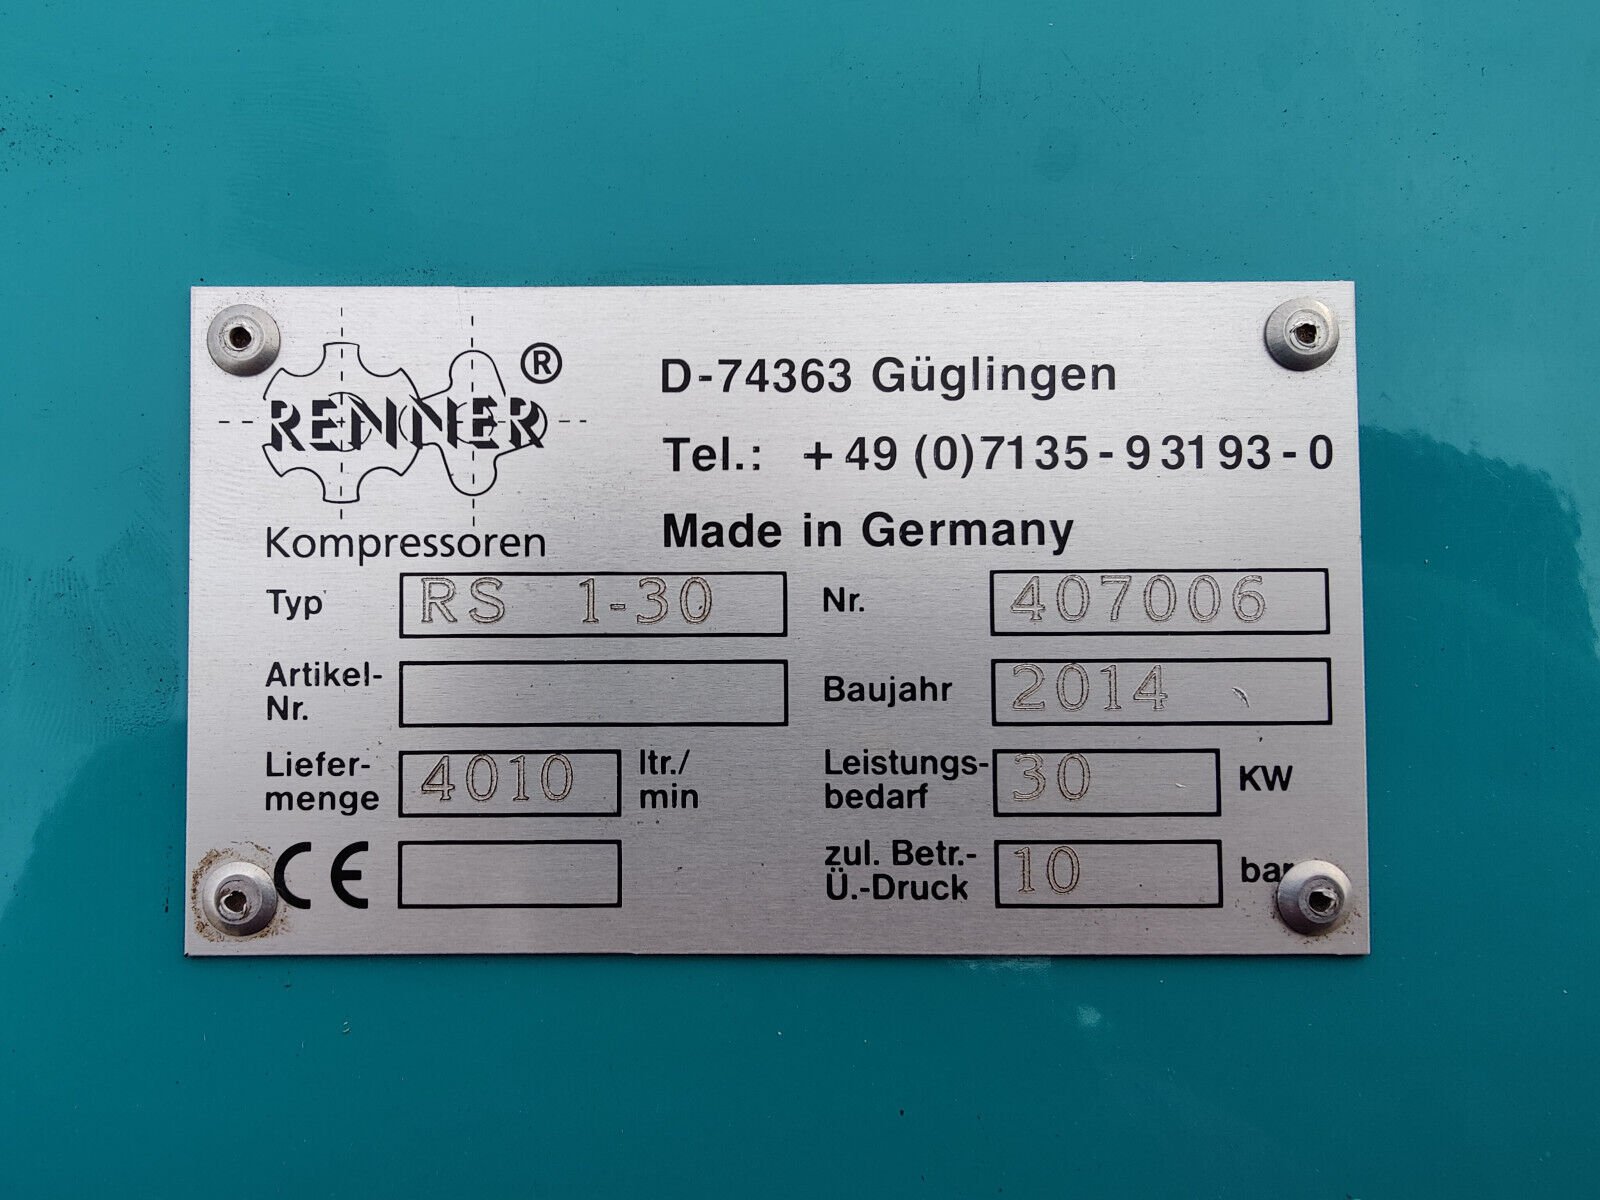 RENNER ®
Kompressoren
D-74363 Güglingen
Tel.: +49 (0)7135-93193-0
Made in Germany
Typ RS 1-30 Nr. 407006
Artikel-
Nr.
Baujahr 2014
Liefer-
menge 4010 ltr./
min
Leistungs-
bedarf 30 KW
CE
zul. Betr.-
Ü.-Druck 10 bar